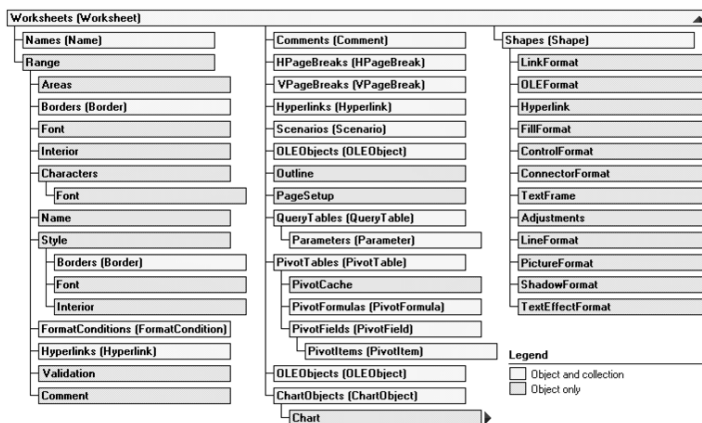 Worksheets (Worksheet)
Names (Name)
Range
Areas
Borders (Border)
Font
Interior
Characters
Font
Name
Style
Borders (Border)
Font
Interior
FormatConditions (FormatCondition)
Hyperlinks (Hyperlink)
Validation
Comment
Comments (Comment)
HPageBreaks (HPageBreak)
VPageBreaks (VPageBreak)
Hyperlinks (Hyperlink)
Scenarios (Scenario)
OLEObjects (OLEObject)
Outline
PageSetup
QueryTables (QueryTable)
Parameters (Parameter)
PivotTables (PivotTable)
PivotCache
PivotFormulas (PivotFormula)
PivotFields (PivotField)
PivotItems (PivotItem)
OLEObjects (OLEObject)
ChartObjects (ChartObject)
Chart
Shapes (Shape)
LinkFormat
OLEFormat
Hyperlink
FillFormat
ControlFormat
ConnectorFormat
TextFrame
Adjustments
LineFormat
PictureFormat
ShadowFormat
TextEffectFormat
Legend
Object and collection
Object only